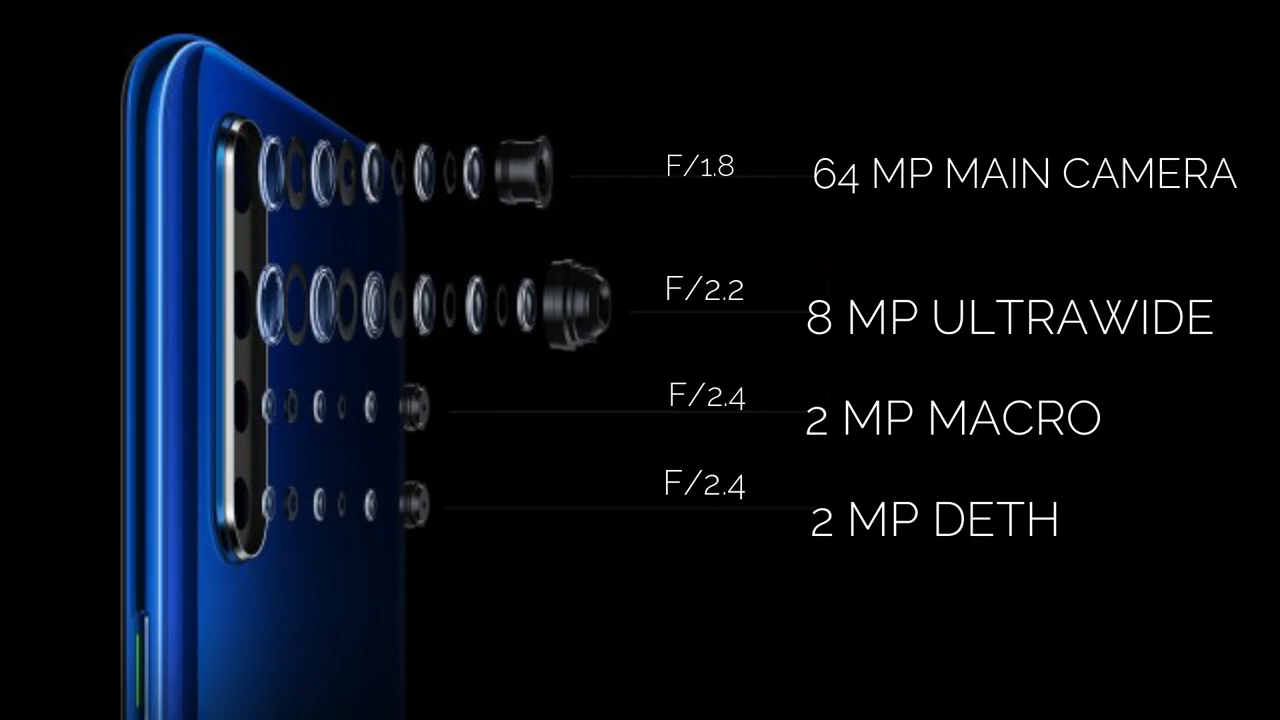 F/1.8 64 MP MAIN CAMERA
F/2.2 8 MP ULTRAWIDE
F/2.4 2 MP MACRO
F/2.4 2 MP DETH